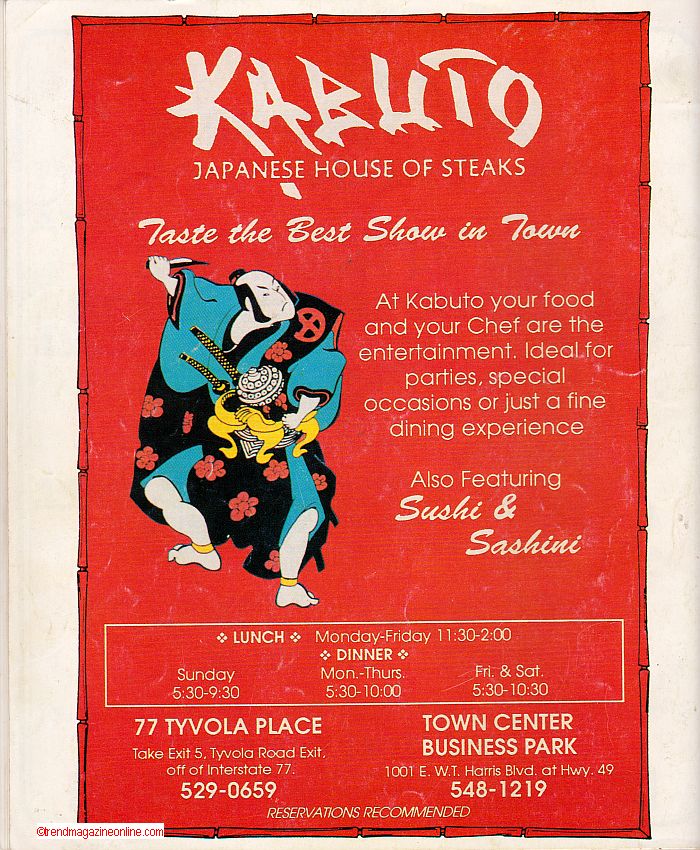 KABUTO
JAPANESE HOUSE OF STEAKS
Taste the Best Show in Town
At Kabuto your food
and your Chef are the
entertainment. Ideal for
parties, special
occasions or just a fine
dining experience
Also Featuring
Sushi &
Sashini
❖ LUNCH ❖ Monday-Friday 11:30-2:00
❖ DINNER ❖
Sunday Mon.-Thurs. Fri. & Sat.
5:30-9:30 5:30-10:00 5:30-10:30
77 TYVOLA PLACE
Take Exit 5, Tyvola Road Exit,
off of Interstate 77.
529-0659
TOWN CENTER
BUSINESS PARK
1001 E. W.T. Harris Blvd. at Hwy. 49
548-1219
RESERVATIONS RECOMMENDED
©trendmagazineonline.com